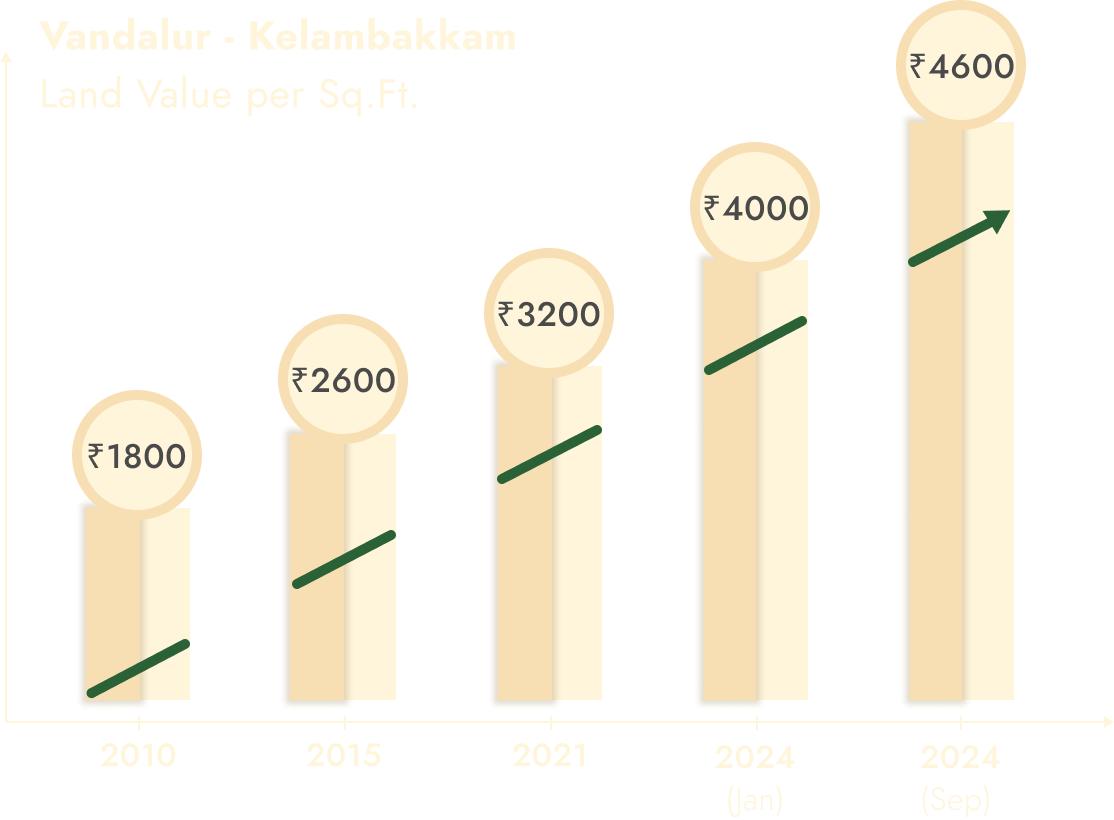 Vandalur - Kelambakkam
Land Value per Sq.Ft.
₹4600
₹4000
₹3200
₹2600
₹1800
2010 2015 2021 2024 2024
(Jan) (Sep)